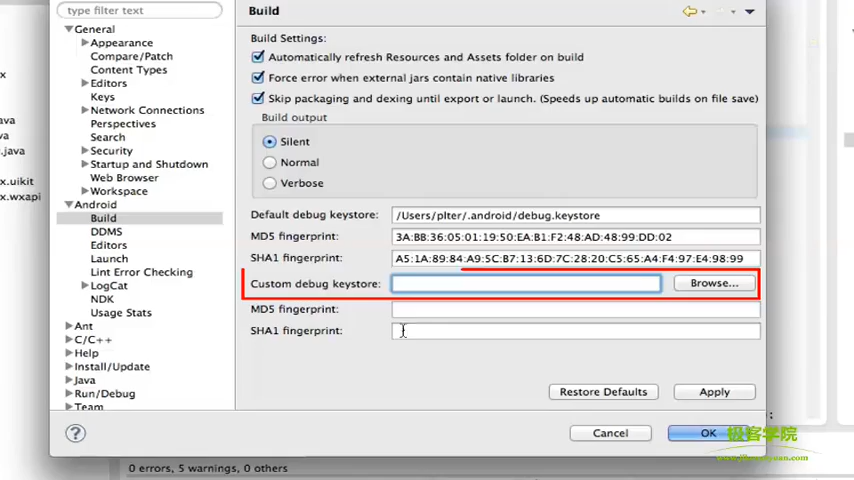 type filter text
Build
General
Appearance
Compare/Patch
Content Types
Editors
Keys
Network Connections
Perspectives
Search
Security
Startup and Shutdown
Web Browser
Workspace
Android
Build
DDMS
Editors
Launch
Lint Error Checking
LogCat
NDK
Usage Stats
Ant
C/C++
Help
Install/Update
Java
Run/Debug
Team
Build Settings:
Automatically refresh Resources and Assets folder on build
Force error when external jars contain native libraries
Skip packaging and dexing until export or launch. (Speeds up automatic builds on file save)
Build output
Silent
Normal
Verbose
Default debug keystore: /Users/plter/.android/debug.keystore
MD5 fingerprint: 3A:BB:36:05:01:19:50:EA:B1:F2:48:AD:48:99:DD:02
SHA1 fingerprint: A5:1A:89:84:A9:5C:B7:13:6D:7C:28:20:C5:65:A4:F4:97:E4:98:99
Custom debug keystore: Browse...
MD5 fingerprint:
SHA1 fingerprint:
Restore Defaults Apply
Cancel OK
极客学院
0 errors, 5 warnings, 0 others
x
ava
va
.java
x.uikit
x.wxapi